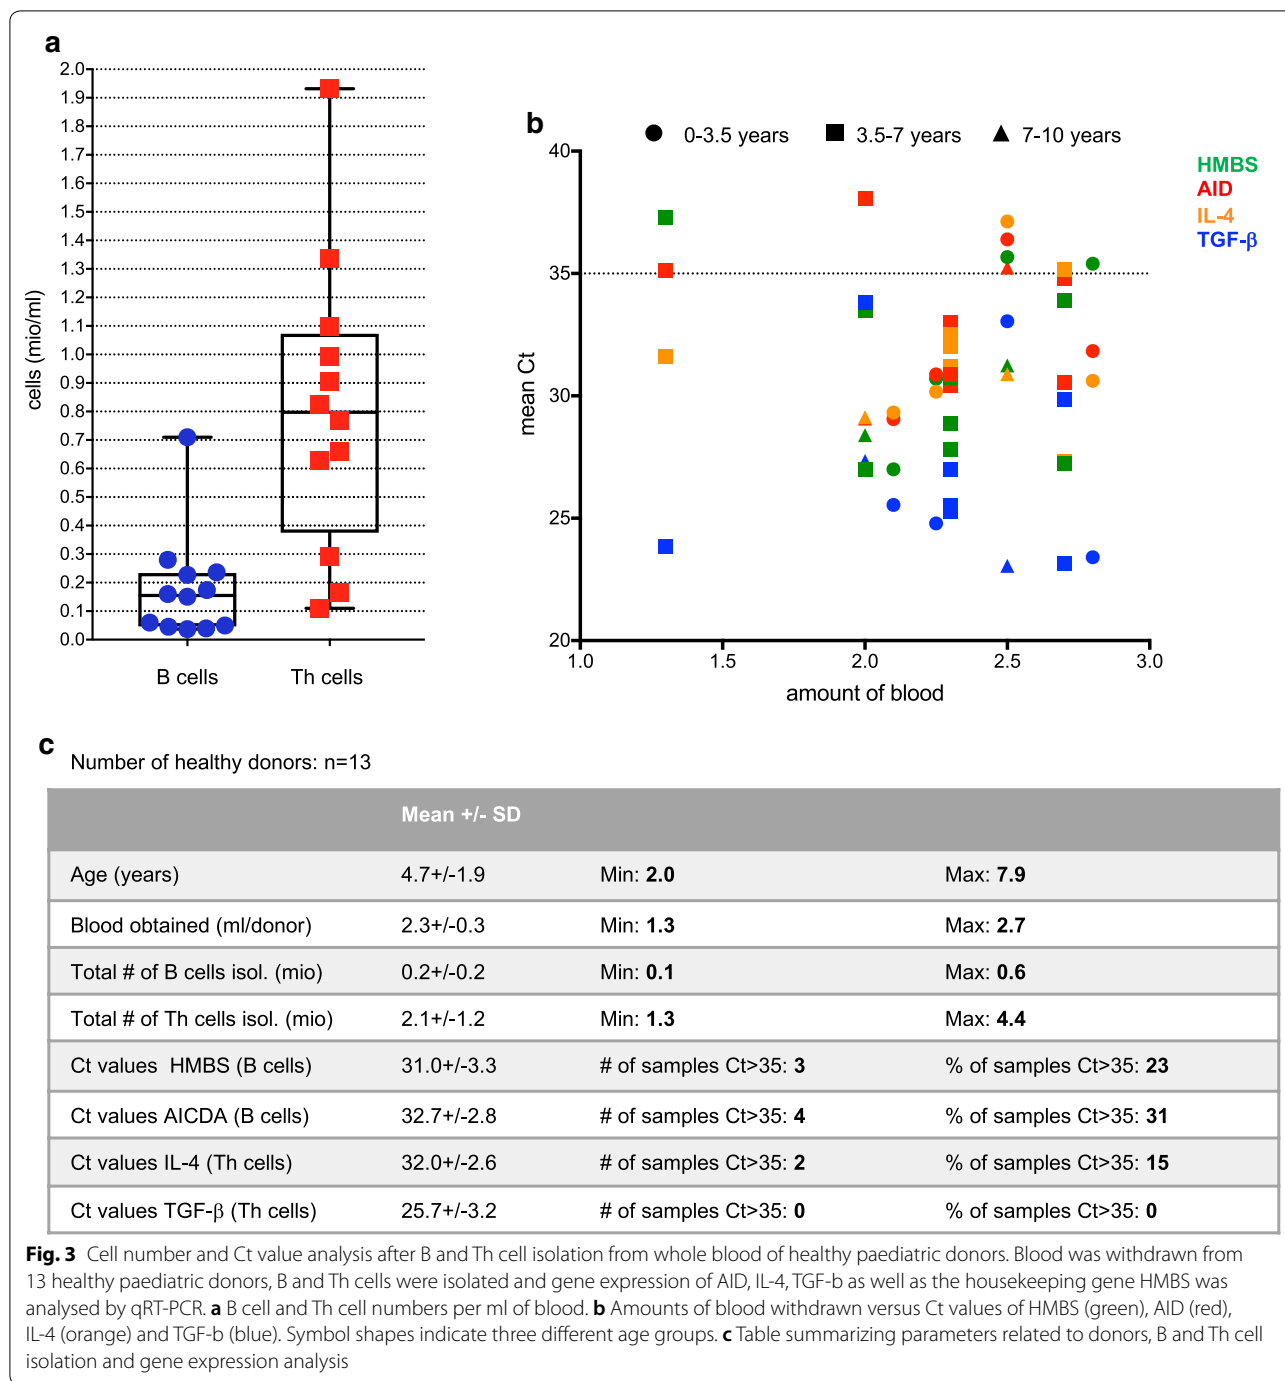 a
2.0
1.9
1.8
1.7
1.6
1.5
1.4
1.3
1.2
1.1
1.0
0.9
0.8
0.7
0.6
0.5
0.4
0.3
0.2
0.1
0.0
cells (mio/ml)
B cells
Th cells
b
0-3.5 years
3.5-7 years
7-10 years
HMBS
AID
IL-4
TGF-β
40
35
30
25
20
mean Ct
1.0
1.5
2.0
2.5
3.0
amount of blood
c
Number of healthy donors: n=13
Mean +/- SD
Age (years) 4.7+/-1.9 Min: 2.0 Max: 7.9
Blood obtained (ml/donor) 2.3+/-0.3 Min: 1.3 Max: 2.7
Total # of B cells isol. (mio) 0.2+/-0.2 Min: 0.1 Max: 0.6
Total # of Th cells isol. (mio) 2.1+/-1.2 Min: 1.3 Max: 4.4
Ct values HMBS (B cells) 31.0+/-3.3 # of samples Ct>35: 3 % of samples Ct>35: 23
Ct values AICDA (B cells) 32.7+/-2.8 # of samples Ct>35: 4 % of samples Ct>35: 31
Ct values IL-4 (Th cells) 32.0+/-2.6 # of samples Ct>35: 2 % of samples Ct>35: 15
Ct values TGF-β (Th cells) 25.7+/-3.2 # of samples Ct>35: 0 % of samples Ct>35: 0
Fig. 3 Cell number and Ct value analysis after B and Th cell isolation from whole blood of healthy paediatric donors. Blood was withdrawn from
13 healthy paediatric donors, B and Th cells were isolated and gene expression of AID, IL-4, TGF-b as well as the housekeeping gene HMBS was
analysed by qRT-PCR. a B cell and Th cell numbers per ml of blood. b Amounts of blood withdrawn versus Ct values of HMBS (green), AID (red),
IL-4 (orange) and TGF-b (blue). Symbol shapes indicate three different age groups. c Table summarizing parameters related to donors, B and Th cell
isolation and gene expression analysis